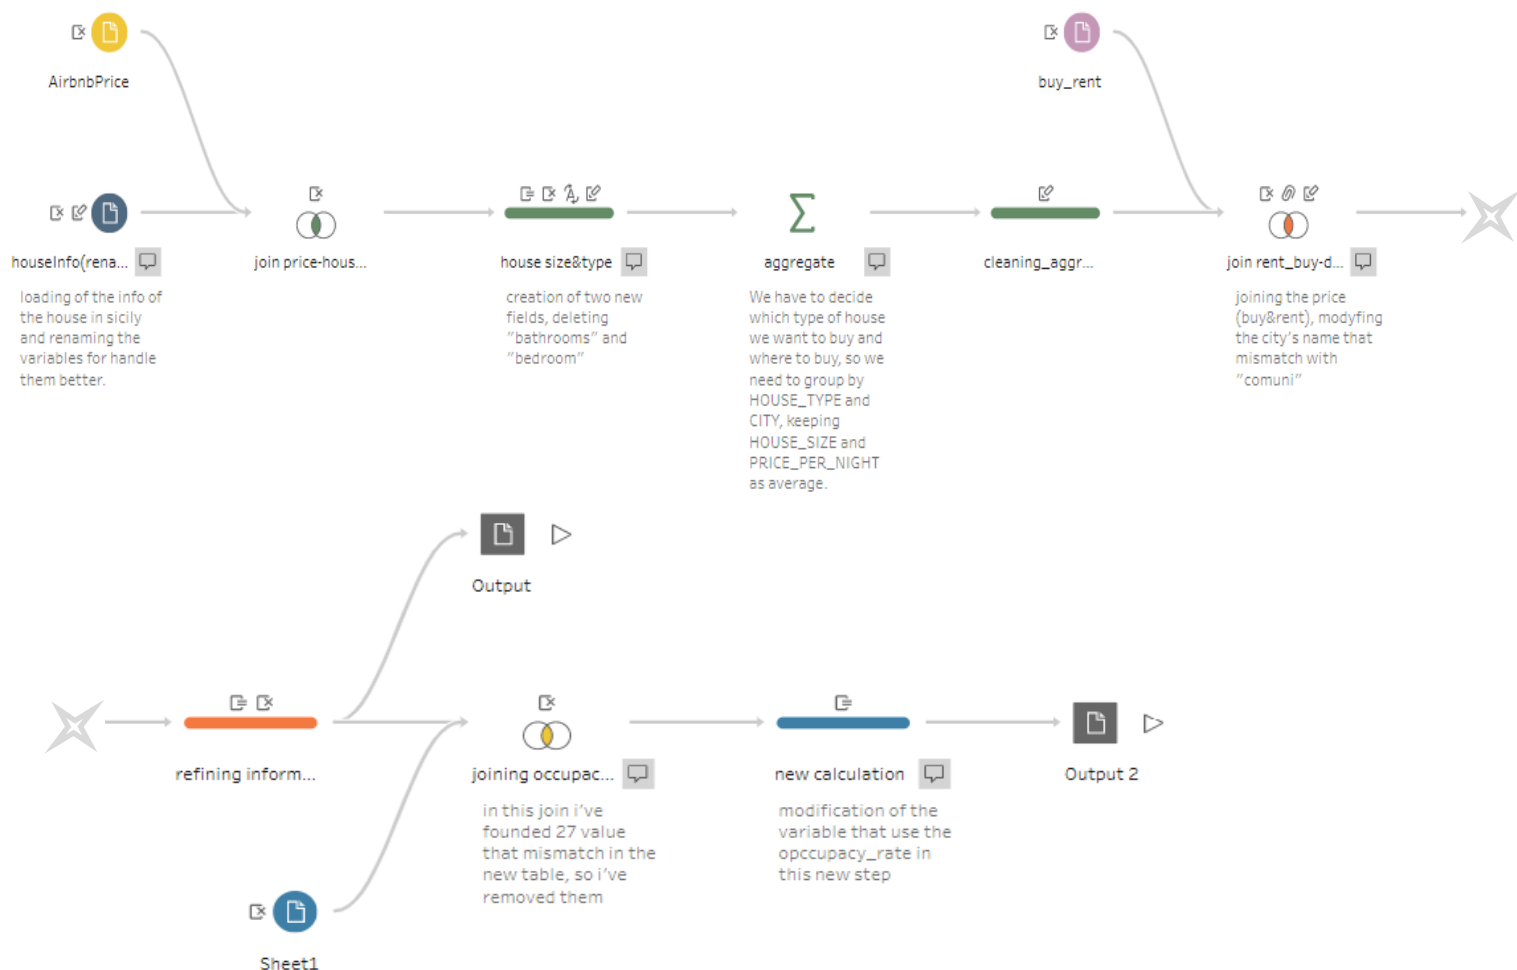 AirbnbPrice
buy_rent
houseInfo(rena...
join price-hous...
house size&type
aggregate
cleaning_aggr...
join rent_buy-d...
loading of the info of
the house in sicily
and renaming the
variables for handle
them better.
creation of two new
fields, deleting
"bathrooms" and
"bedroom"
We have to decide
which type of house
we want to buy and
where to buy, so we
need to group by
HOUSE_TYPE and
CITY, keeping
HOUSE_SIZE and
PRICE_PER_NIGHT
as average.
joining the price
(buy&rent), modyfing
the city's name that
mismatch with
"comuni"
Output
refining inform...
joining occupac...
new calculation
Output 2
in this join i've
founded 27 value
that mismatch in the
new table, so i've
removed them
modification of the
variable that use the
opccupacy_rate in
this new step
Sheet1